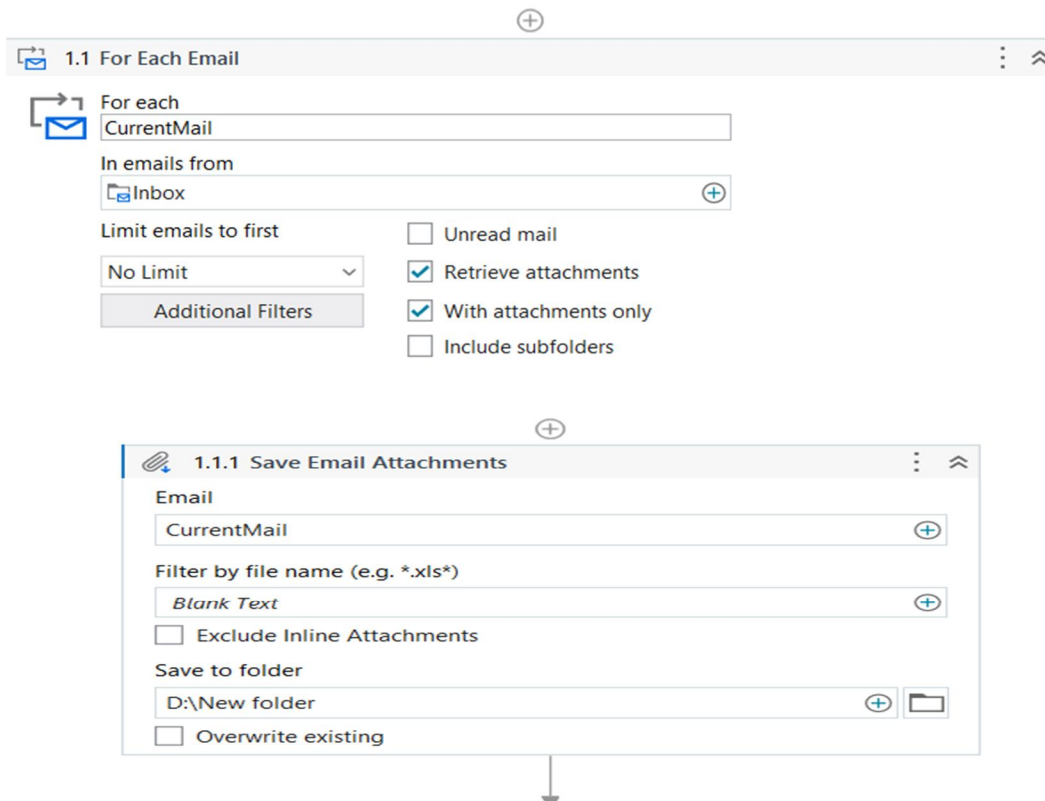 1.1 For Each Email
For each
CurrentMail
In emails from
Inbox
Limit emails to first
Unread mail
No Limit
Retrieve attachments
Additional Filters
With attachments only
Include subfolders
1.1.1 Save Email Attachments
Email
CurrentMail
Filter by file name (e.g. *.xls*)
Blank Text
Exclude Inline Attachments
Save to folder
D:\New folder
Overwrite existing